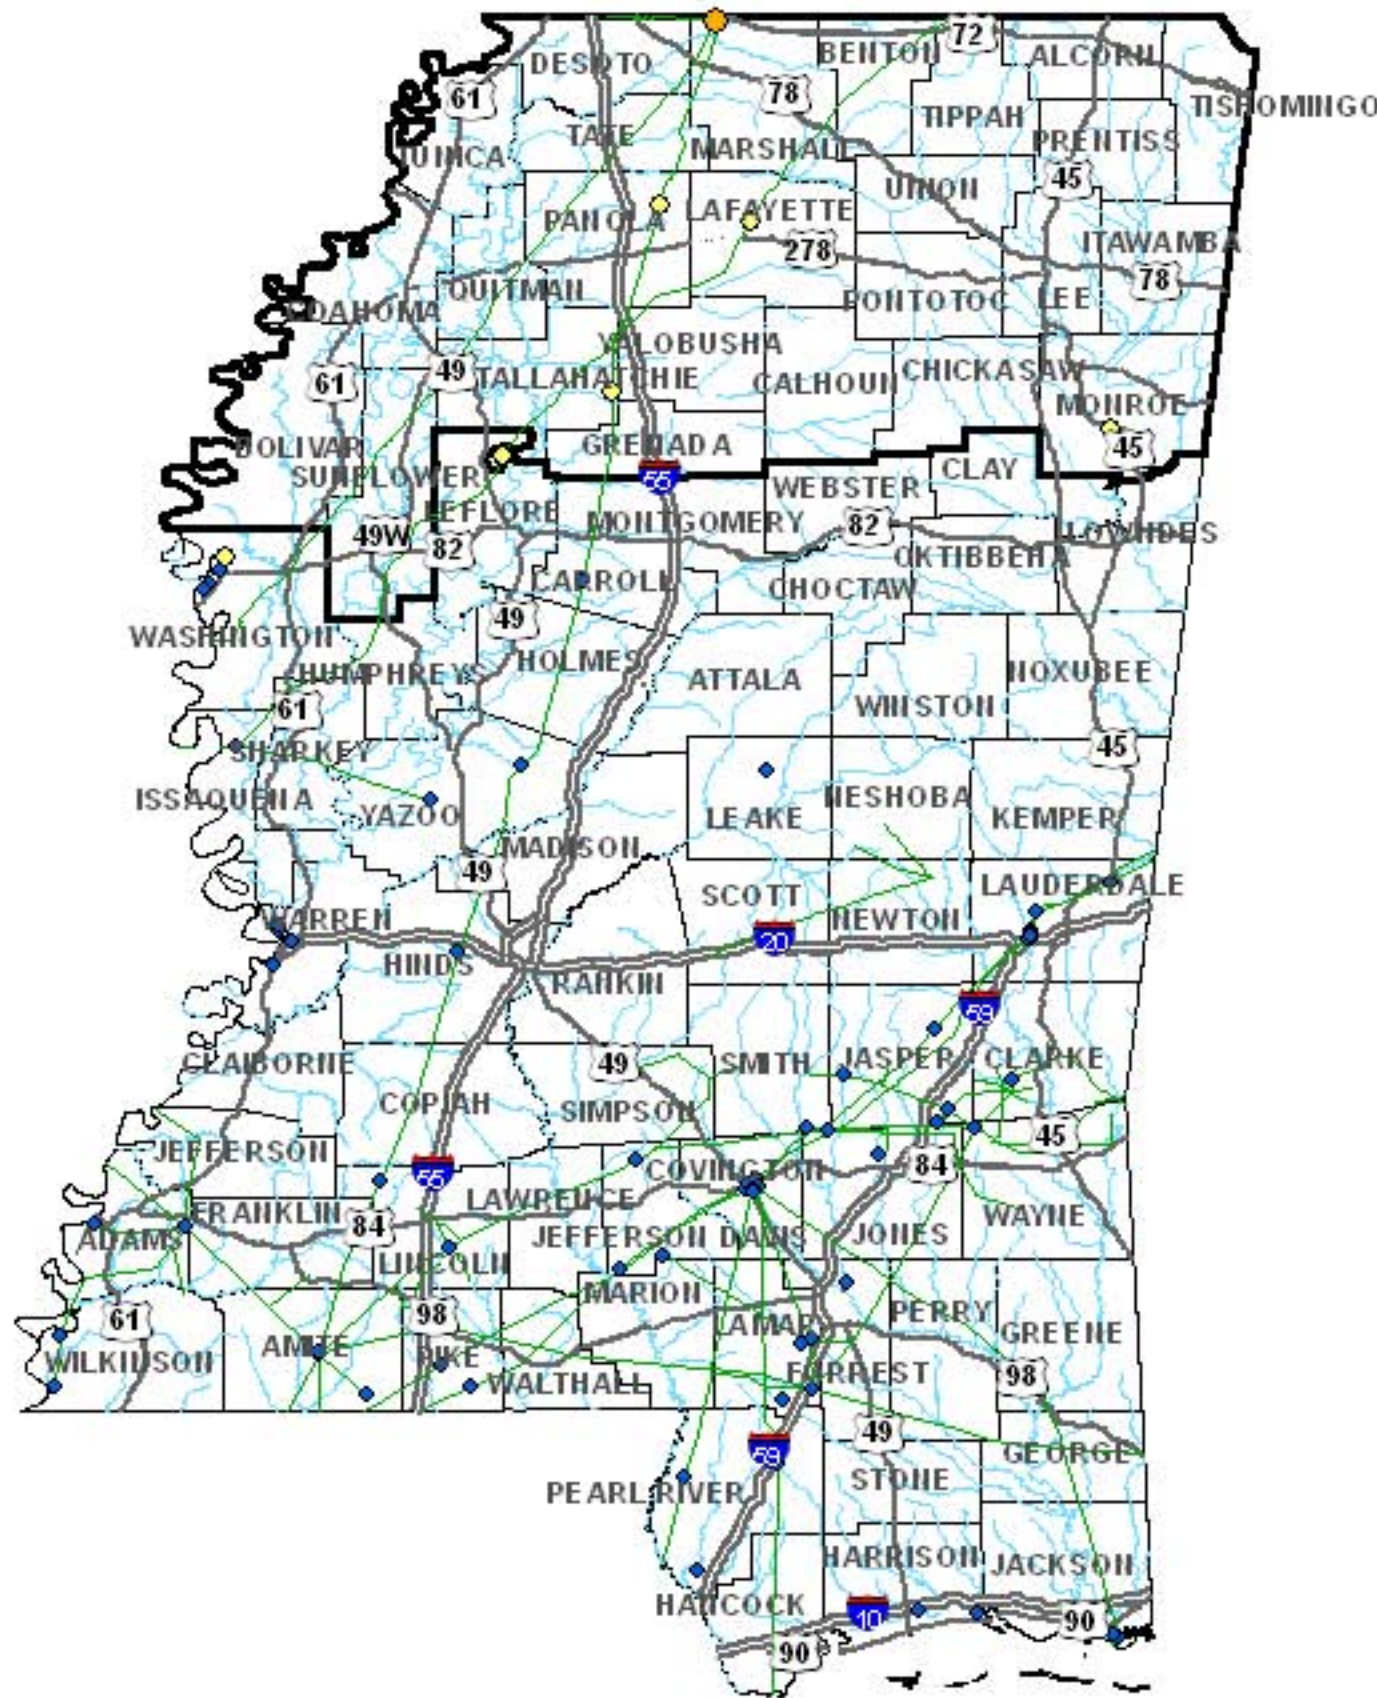 72
BENTON
ALCORN
DESOTO
61
78
TISHOMINGO
TIPPAH
TATE
PRENTISS
MARSHALL
TUNICA
45
UNION
PANOLA
LAFAYETTE
278
ITAWAMBA
78
QUITMAN
PONTOTOC
LEE
COAHOMA
YALOBUSHA
49
61
TALLAHATCHIE
CALHOUN
CHICKASAW
MONROE
BOLIVAR
GRENADA
45
SUNFLOWER
55
CLAY
WEBSTER
LEFLORE
MONTGOMERY
82
49W
82
LOWNDES
OKTIBBEHA
CARROLL
CHOCTAW
49
WASHINGTON
HUMPHREYS
HOLMES
ATTALA
NOXUBEE
61
WINSTON
SHARKEY
45
ISSAQUENA
YAZOO
LEAKE
NESHOBA
KEMPER
MADISON
49
SCOTT
LAUDERDALE
WARREN
NEWTON
20
HINDS
RANKIN
59
CLAIBORNE
49
SMITH
JASPER
CLARKE
COPIAH
SIMPSON
JEFFERSON
45
55
COVINGTON
84
LAWRENCE
FRANKLIN
84
ADAMS
JEFFERSON DAVIS
JONES
WAYNE
LINCOLN
MARION
61
98
LAMAR
PERRY
GREENE
WILKINSON
AMITE
PIKE
WALTHALL
FORREST
98
49
59
GEORGE
PEARL RIVER
STONE
HARRISON
JACKSON
HANCOCK
10
90
90